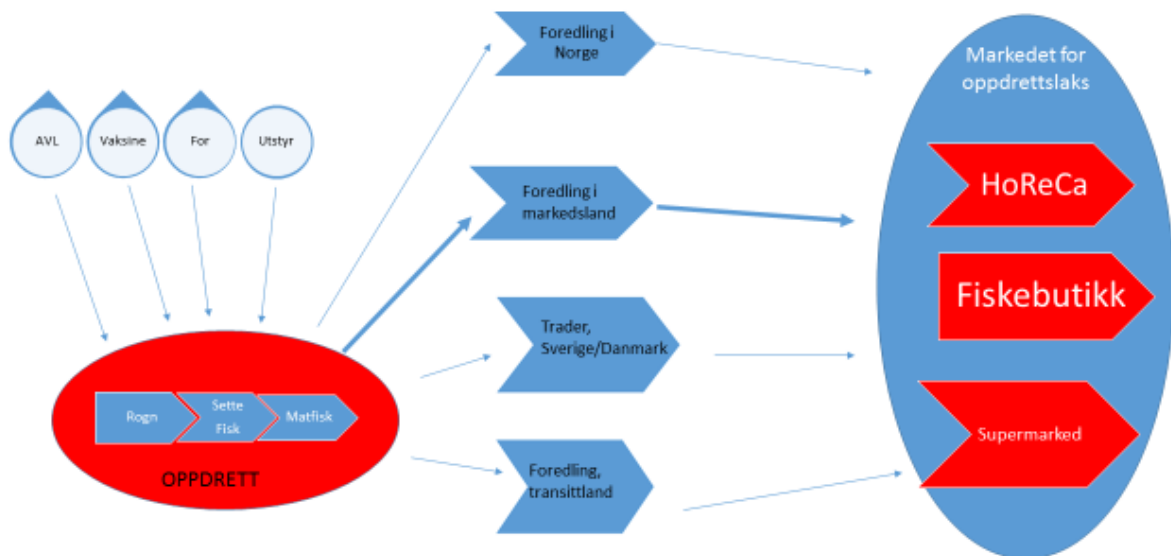 AVL
Vaksine
For
Utstyr
Rogn
Sette
Fisk
Matfisk
OPPDRETT
Foredling i
Norge
Foredling i
markedsland
Trader,
Sverige/Danmark
Foredling,
transittland
Markedet for
oppdrettslaks
HoReCa
Fiskebutikk
Supermarked